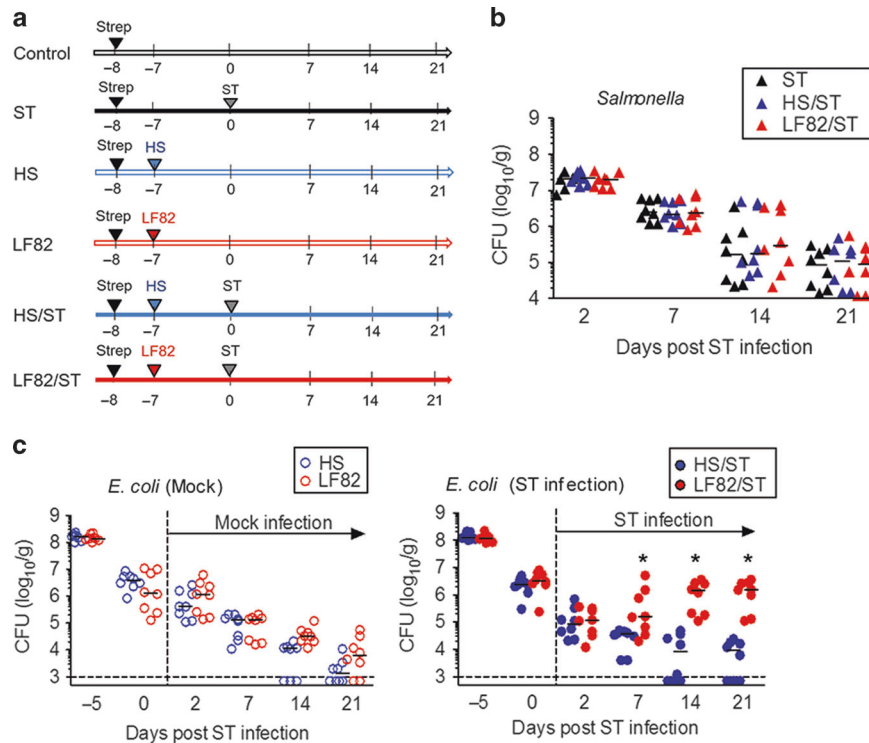 a
Strep
Control
−8 −7 0 7 14 21
Strep ST
ST
−8 −7 0 7 14 21
Strep HS
HS
−8 −7 0 7 14 21
Strep LF82
LF82
−8 −7 0 7 14 21
Strep HS ST
HS/ST
−8 −7 0 7 14 21
Strep LF82 ST
LF82/ST
−8 −7 0 7 14 21
b
Salmonella
ST
HS/ST
LF82/ST
CFU (log10/g)
9
8
7
6
5
4
2 7 14 21
Days post ST infection
c
E. coli (Mock)
HS
LF82
Mock infection
CFU (log10/g)
9
8
7
6
5
4
3
−5 0 2 7 14 21
Days post ST infection
E. coli (ST infection)
HS/ST
LF82/ST
ST infection
* * *
CFU (log10/g)
9
8
7
6
5
4
3
−5 0 2 7 14 21
Days post ST infection